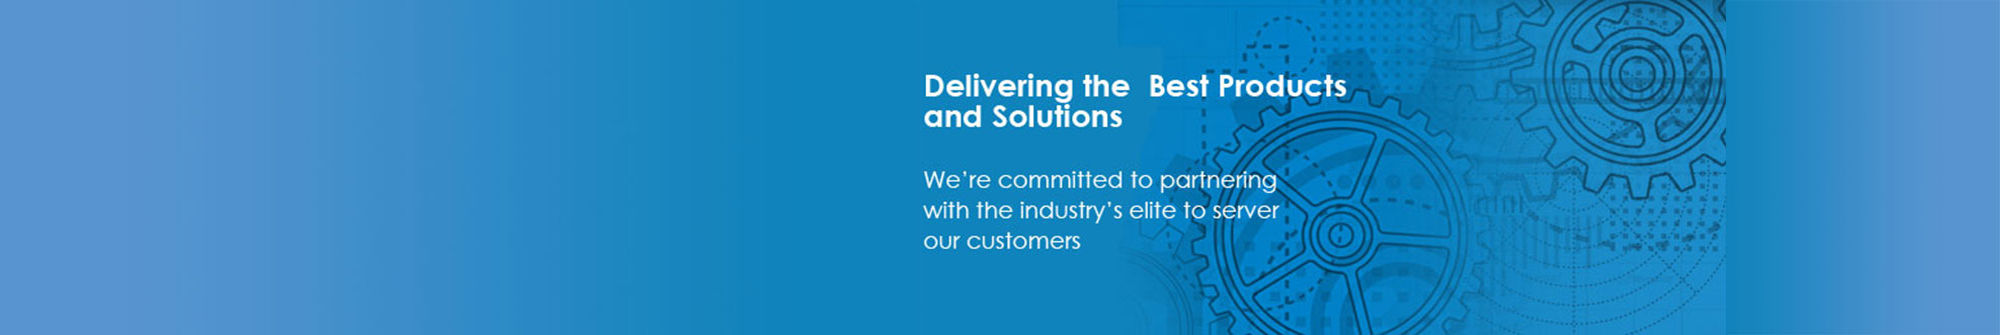 Delivering the  Best Products
and Solutions
We're committed to partnering
with the industry's elite to server
our customers